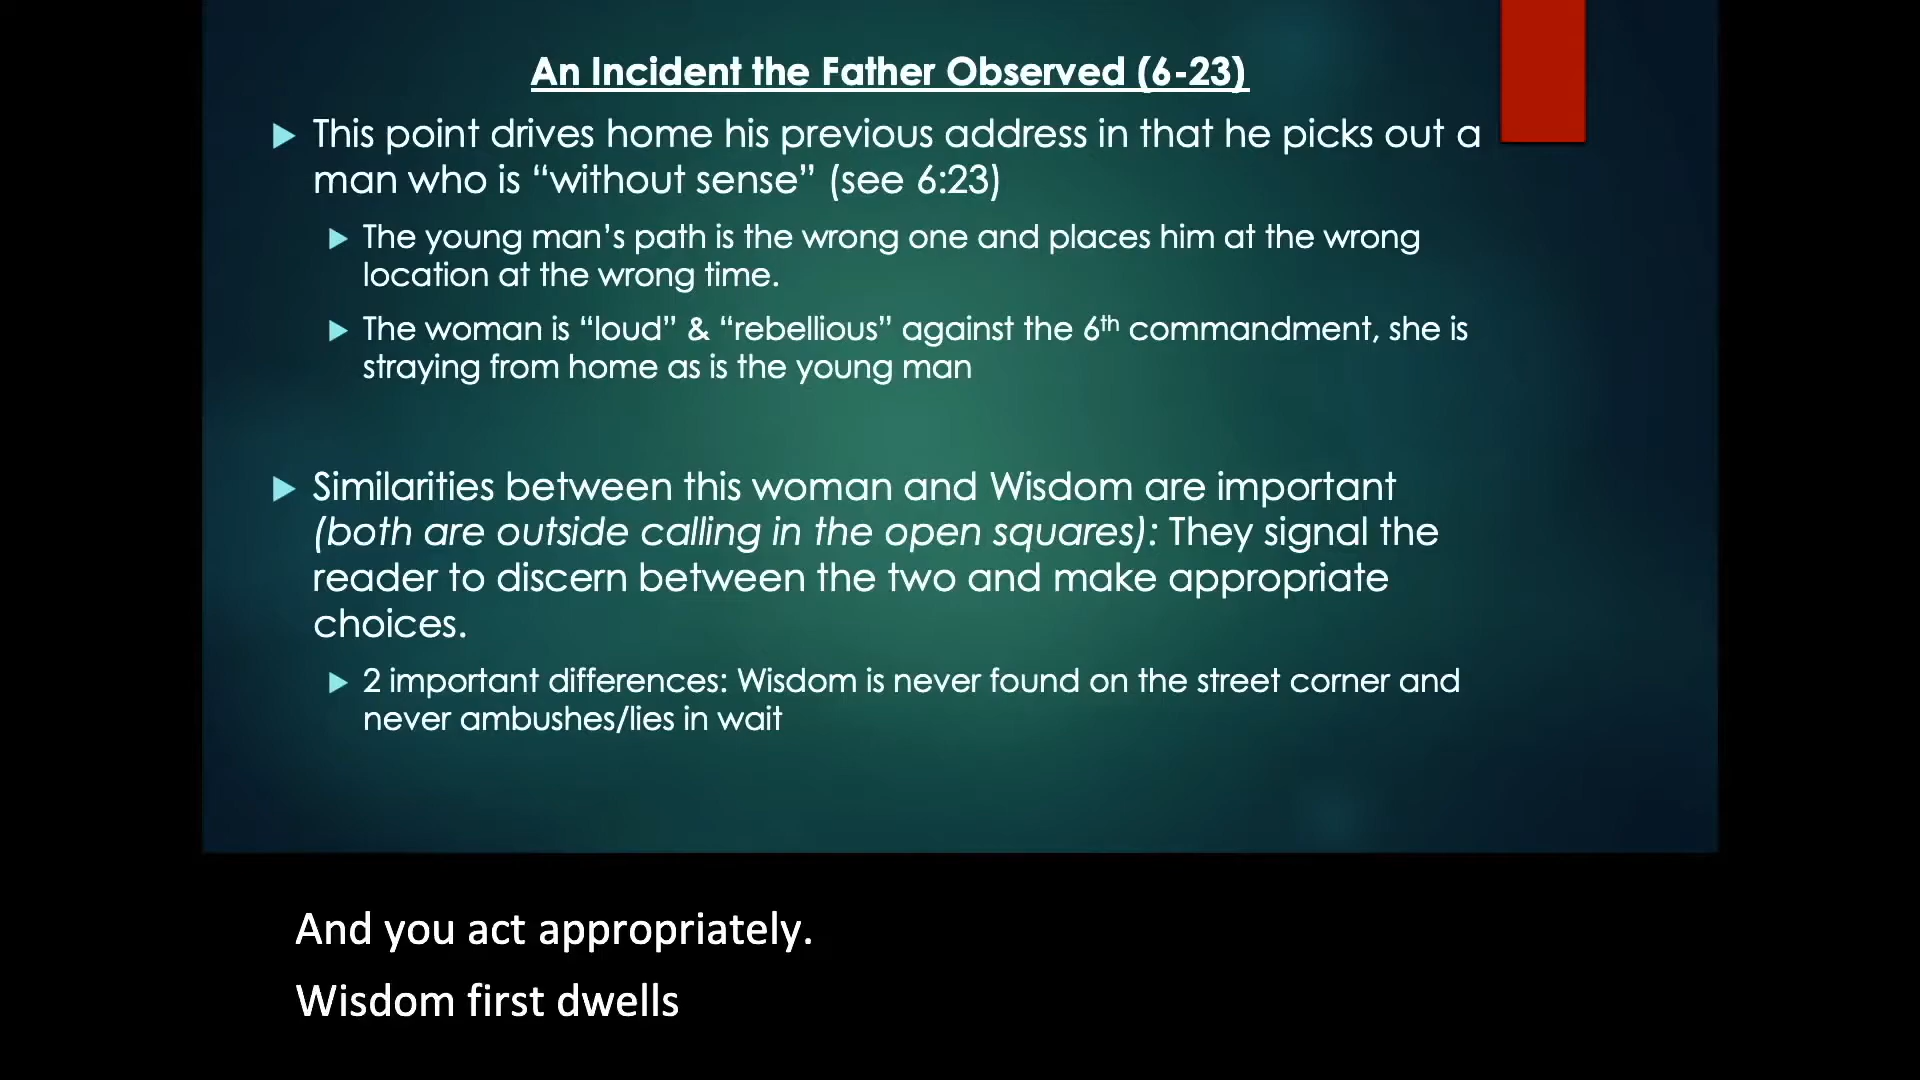 An Incident the Father Observed (6-23)
This point drives home his previous address in that he picks out a
man who is “without sense” (see 6:23)
The young man’s path is the wrong one and places him at the wrong
location at the wrong time.
The woman is “loud” & “rebellious” against the 6th commandment, she is
straying from home as is the young man
Similarities between this woman and Wisdom are important
(both are outside calling in the open squares): They signal the
reader to discern between the two and make appropriate
choices.
2 important differences: Wisdom is never found on the street corner and
never ambushes/lies in wait
And you act appropriately.
Wisdom first dwells